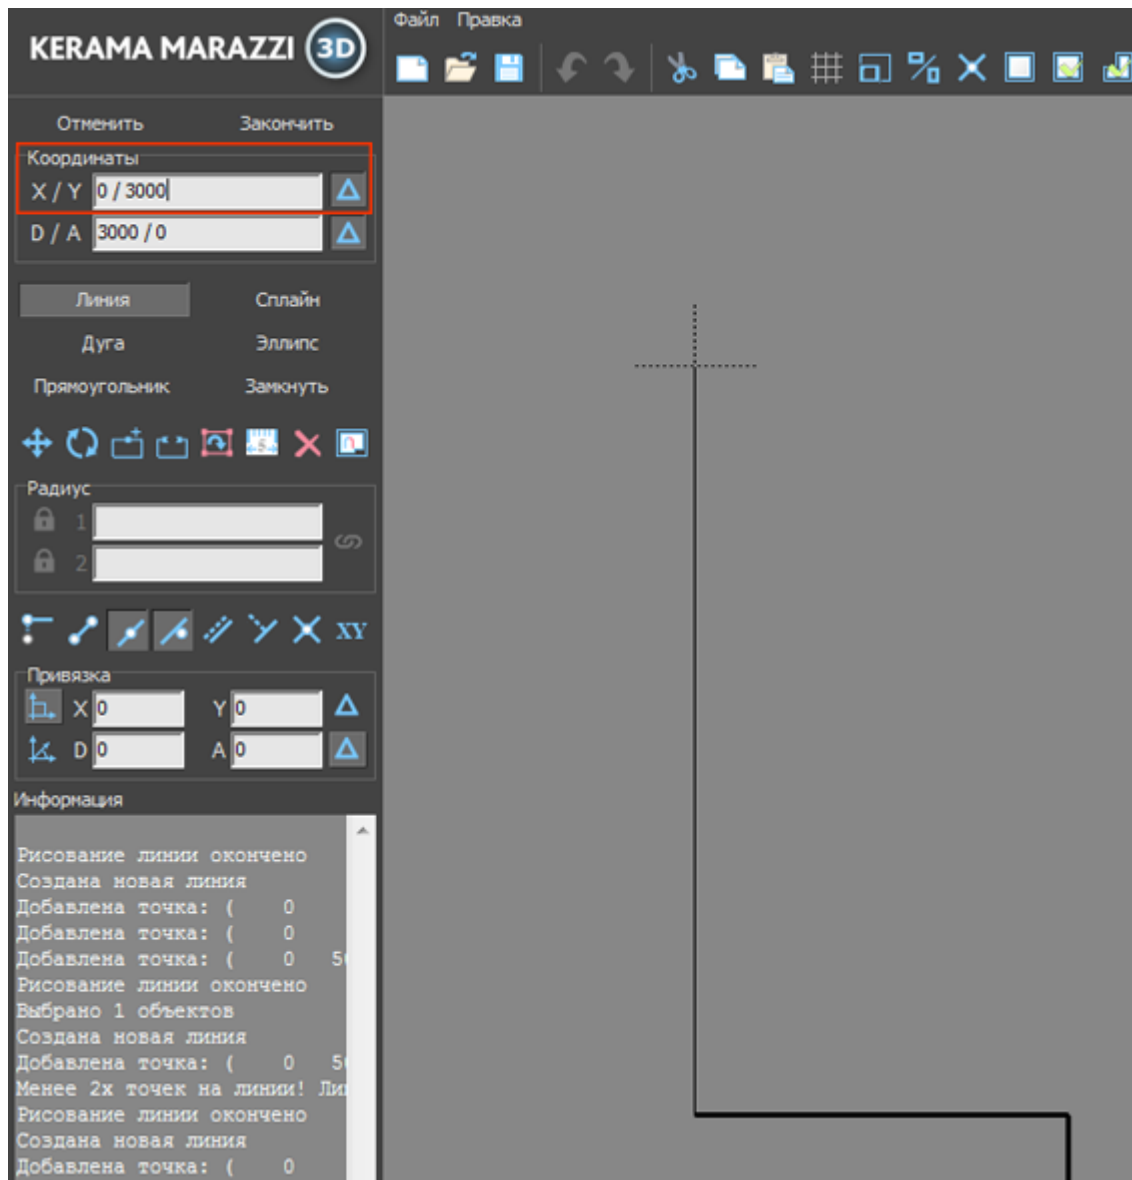 KERAMA MARAZZI 3D
Файл Правка
Отменить Закончить
Координаты
X / Y 0 / 3000
D / A 3000 / 0
Линия Сплайн
Дуга Эллипс
Прямоугольник Замкнуть
5
Радиус
1
2
XY
Привязка
X 0 Y 0
D 0 A 0
Информация
Рисование линии окончено
Создана новая линия
Добавлена точка: ( 0
Добавлена точка: ( 0
Добавлена точка: ( 0 5
Рисование линии окончено
Выбрано 1 объектов
Создана новая линия
Добавлена точка: ( 0 5
Менее 2х точек на линии!
Рисование линии окончено
Создана новая линия
Добавлена точка: ( 0